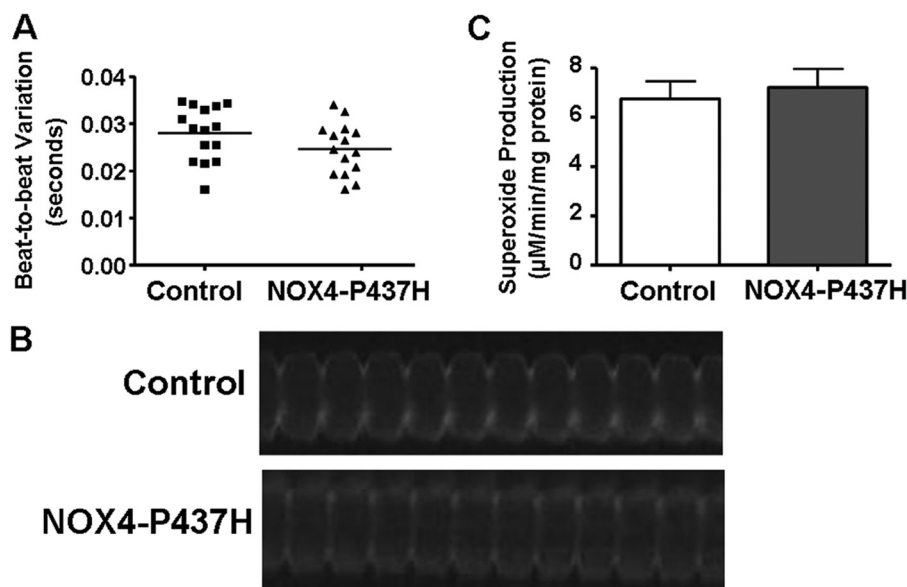 A
Beat-to-beat Variation
(seconds)
0.04
0.03
0.02
0.01
0.00
Control
NOX4-P437H
C
Superoxide Production
(µM/min/mg protein)
8
6
4
2
0
Control
NOX4-P437H
B
Control
NOX4-P437H